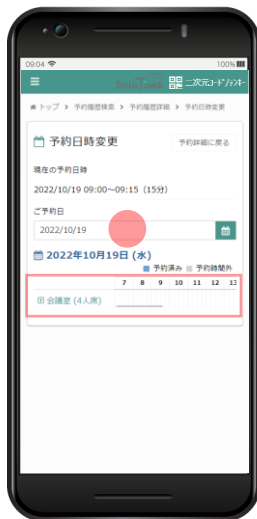 09:04 100%
SoloTime 二次元ｺｰﾄﾞ/ﾃﾝｷｰ
トップ > 予約履歴検索 > 予約履歴詳細 > 予約日時変更
予約日時変更 予約詳細に戻る
現在の予約日時
2022/10/19 09:00~09:15（15分）
ご予約日
2022/10/19
2022年10月19日 (水)
予約済み 予約時間外
7 8 9 10 11 12 13
会議室 (4人席)